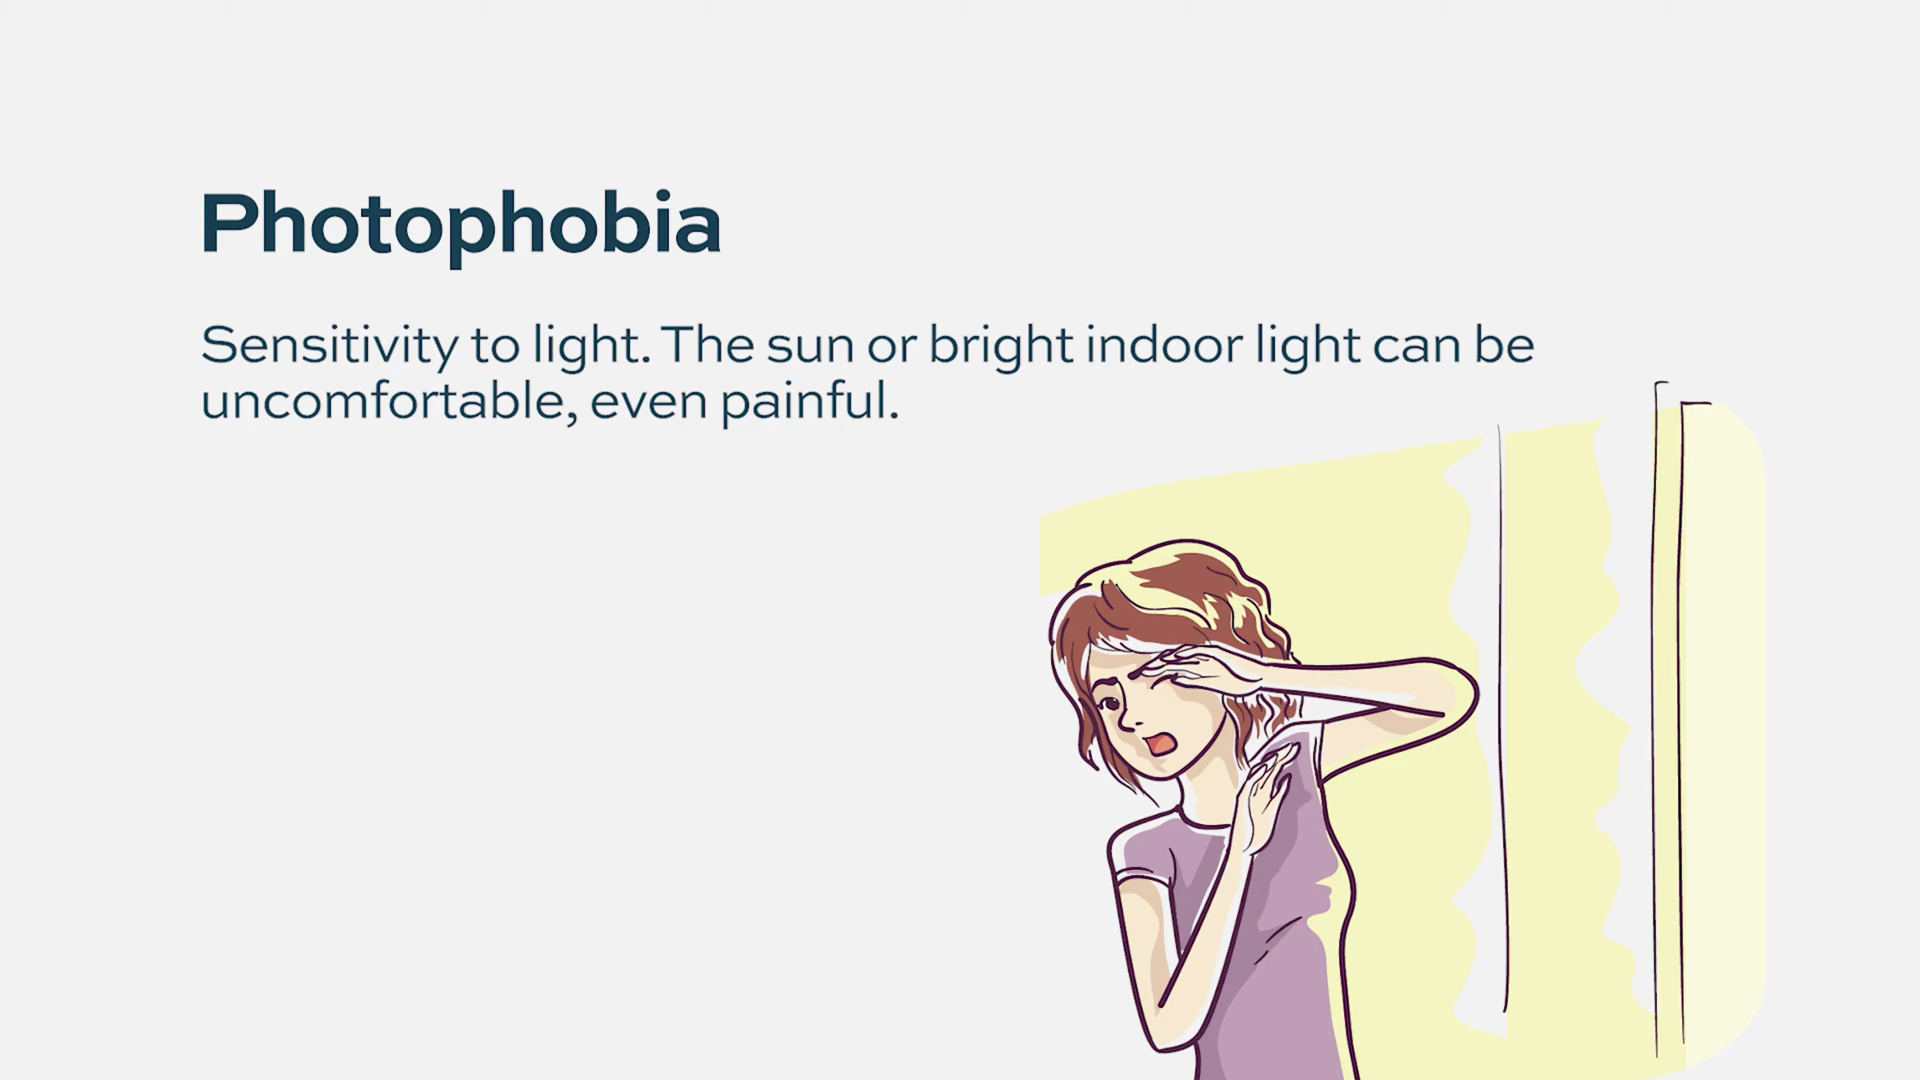 Photophobia
Sensitivity to light. The sun or bright indoor light can be
uncomfortable, even painful.